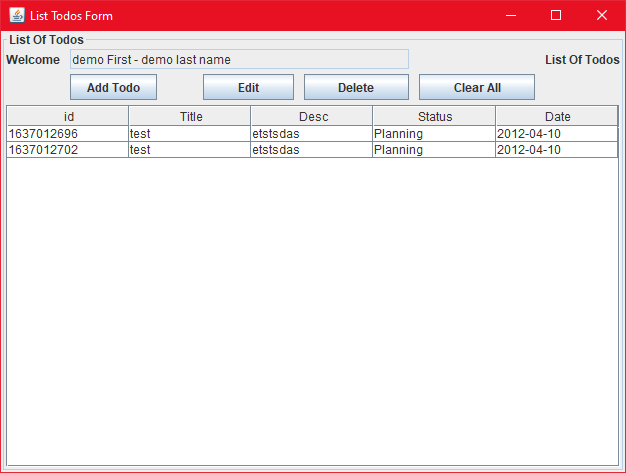 List Todos Form
List Of Todos
Welcome demo First - demo last name List Of Todos
Add Todo Edit Delete Clear All
id Title Desc Status Date
1637012696 test etstsdas Planning 2012-04-10
1637012702 test etstsdas Planning 2012-04-10